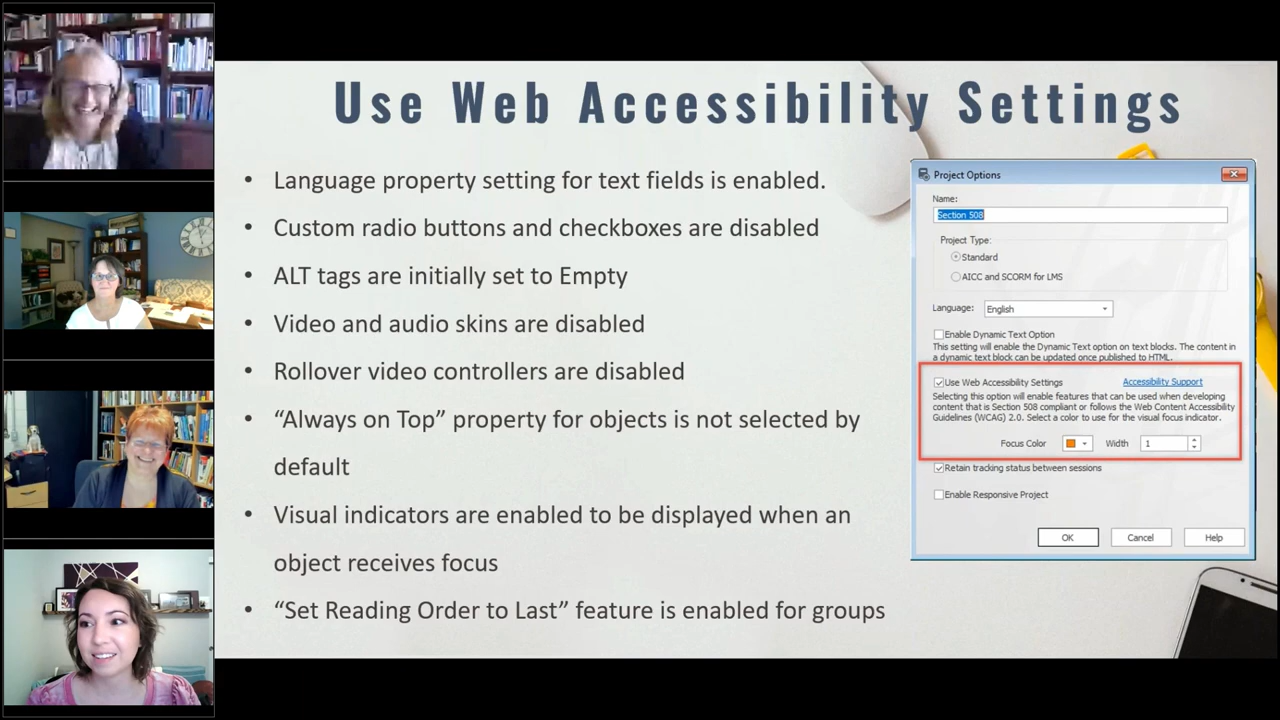 Use Web Accessibility Settings
• Language property setting for text fields is enabled.
• Custom radio buttons and checkboxes are disabled
• ALT tags are initially set to Empty
• Video and audio skins are disabled
• Rollover video controllers are disabled
• “Always on Top” property for objects is not selected by
default
• Visual indicators are enabled to be displayed when an
object receives focus
• “Set Reading Order to Last” feature is enabled for groups
Project Options
Name:
Section 508
Project Type:
Standard
AICC and SCORM for LMS
Language: English
Enable Dynamic Text Option
This setting will enable the Dynamic Text option on text blocks. The content in
a dynamic text block can be updated once published to HTML.
Use Web Accessibility Settings Accessibility Support
Selecting this option will enable features that can be used when developing
content that is Section 508 compliant or follows the Web Content Accessibility
Guidelines (WCAG) 2.0. Select a color to use for the visual focus indicator.
Focus Color Width 1
Retain tracking status between sessions
Enable Responsive Project
OK Cancel Help